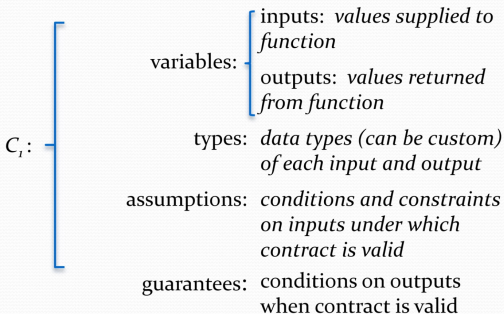 inputs: values supplied to
function
variables:
outputs: values returned
from function
C₁:
types: data types (can be custom)
of each input and output
assumptions: conditions and constraints
on inputs under which
contract is valid
guarantees: conditions on outputs
when contract is valid